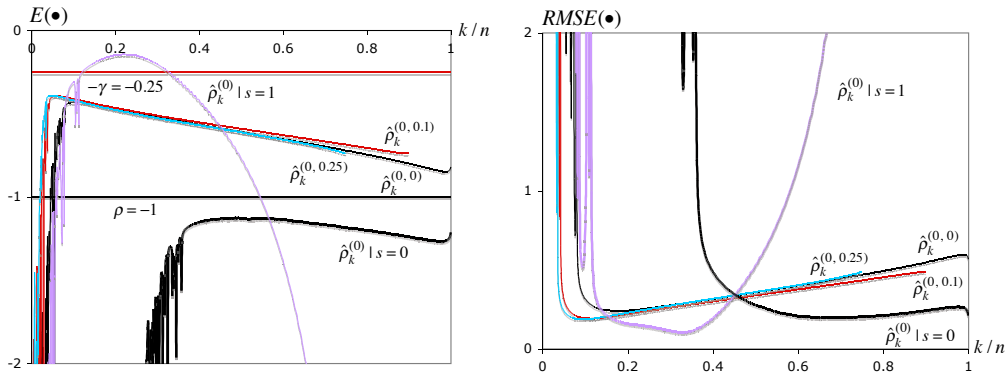 E(•)
k / n
0
0
0.2
0.4
0.6
0.8
1
−γ = −0.25
ρ̂_k^(0) | s = 1
ρ̂_k^(0, 0.1)
ρ̂_k^(0, 0.25)
ρ̂_k^(0, 0)
-1
ρ = −1
ρ̂_k^(0) | s = 0
-2
RMSE(•)
2
ρ̂_k^(0) | s = 1
1
ρ̂_k^(0, 0)
ρ̂_k^(0, 0.25)
ρ̂_k^(0, 0.1)
ρ̂_k^(0) | s = 0
0
k / n
0.2
0.4
0.6
0.8
1